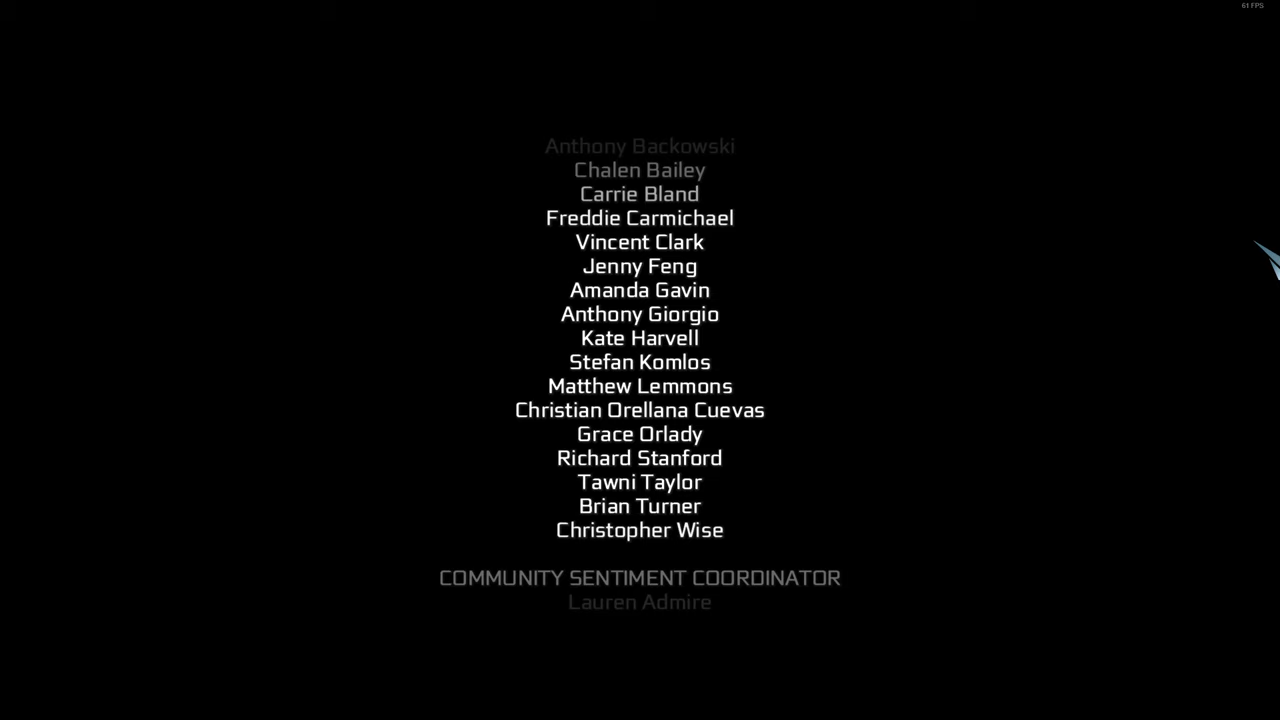 61 FPS
Anthony Backowski
Chalen Bailey
Carrie Bland
Freddie Carmichael
Vincent Clark
Jenny Feng
Amanda Gavin
Anthony Giorgio
Kate Harvell
Stefan Komlos
Matthew Lemmons
Christian Orellana Cuevas
Grace Orlady
Richard Stanford
Tawni Taylor
Brian Turner
Christopher Wise
COMMUNITY SENTIMENT COORDINATOR
Lauren Admire